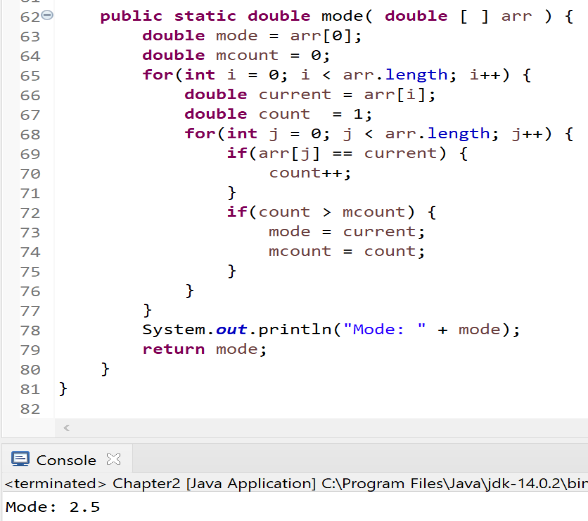 62 public static double mode( double [ ] arr ) {
63 double mode = arr[0];
64 double mcount = 0;
65 for(int i = 0; i < arr.length; i++) {
66 double current = arr[i];
67 double count  = 1;
68 for(int j = 0; j < arr.length; j++) {
69 if(arr[j] == current) {
70 count++;
71 }
72 if(count > mcount) {
73 mode = current;
74 mcount = count;
75 }
76 }
77 }
78 System.out.println("Mode: " + mode);
79 return mode;
80 }
81 }
82
Console
<terminated> Chapter2 [Java Application] C:\Program Files\Java\jdk-14.0.2\bin
Mode: 2.5